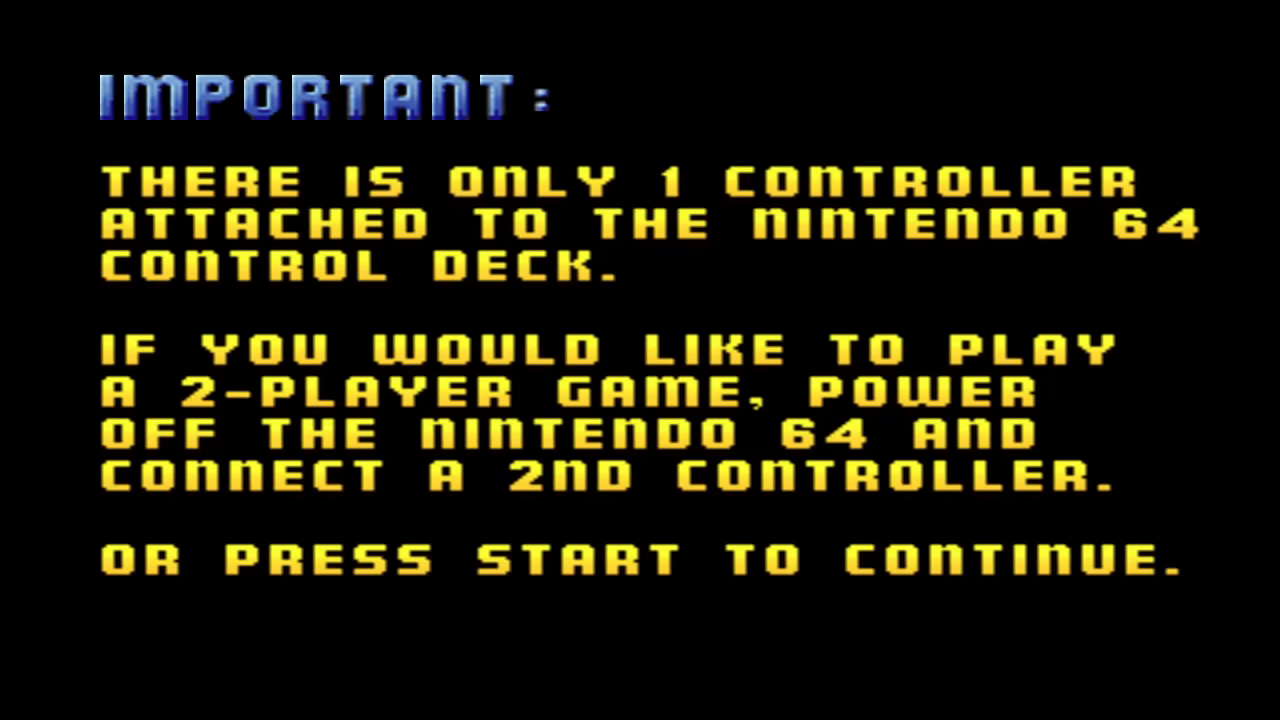 IMPORTANT:
THERE IS ONLY 1 CONTROLLER
ATTACHED TO THE NINTENDO 64
CONTROL DECK.
IF YOU WOULD LIKE TO PLAY
A 2-PLAYER GAME, POWER
OFF THE NINTENDO 64 AND
CONNECT A 2ND CONTROLLER.
OR PRESS START TO CONTINUE.